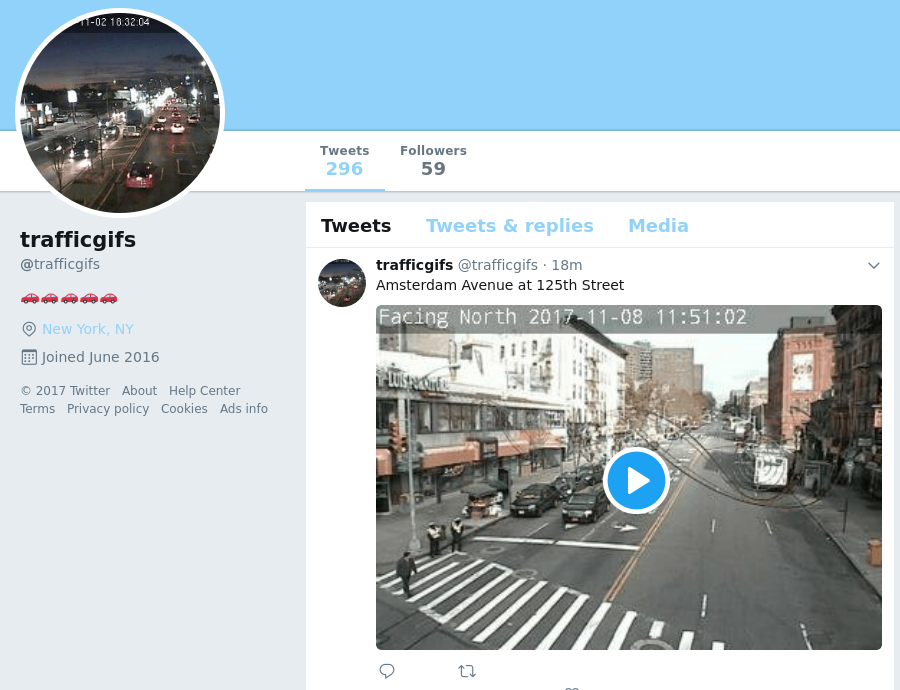 11-02 18:32:04
Tweets
296
Followers
59
trafficgifs
@trafficgifs
New York, NY
Joined June 2016
© 2017 Twitter About Help Center
Terms Privacy policy Cookies Ads info
Tweets Tweets & replies Media
trafficgifs @trafficgifs · 18m
Amsterdam Avenue at 125th Street
Facing North 2017-11-08 11:51:02